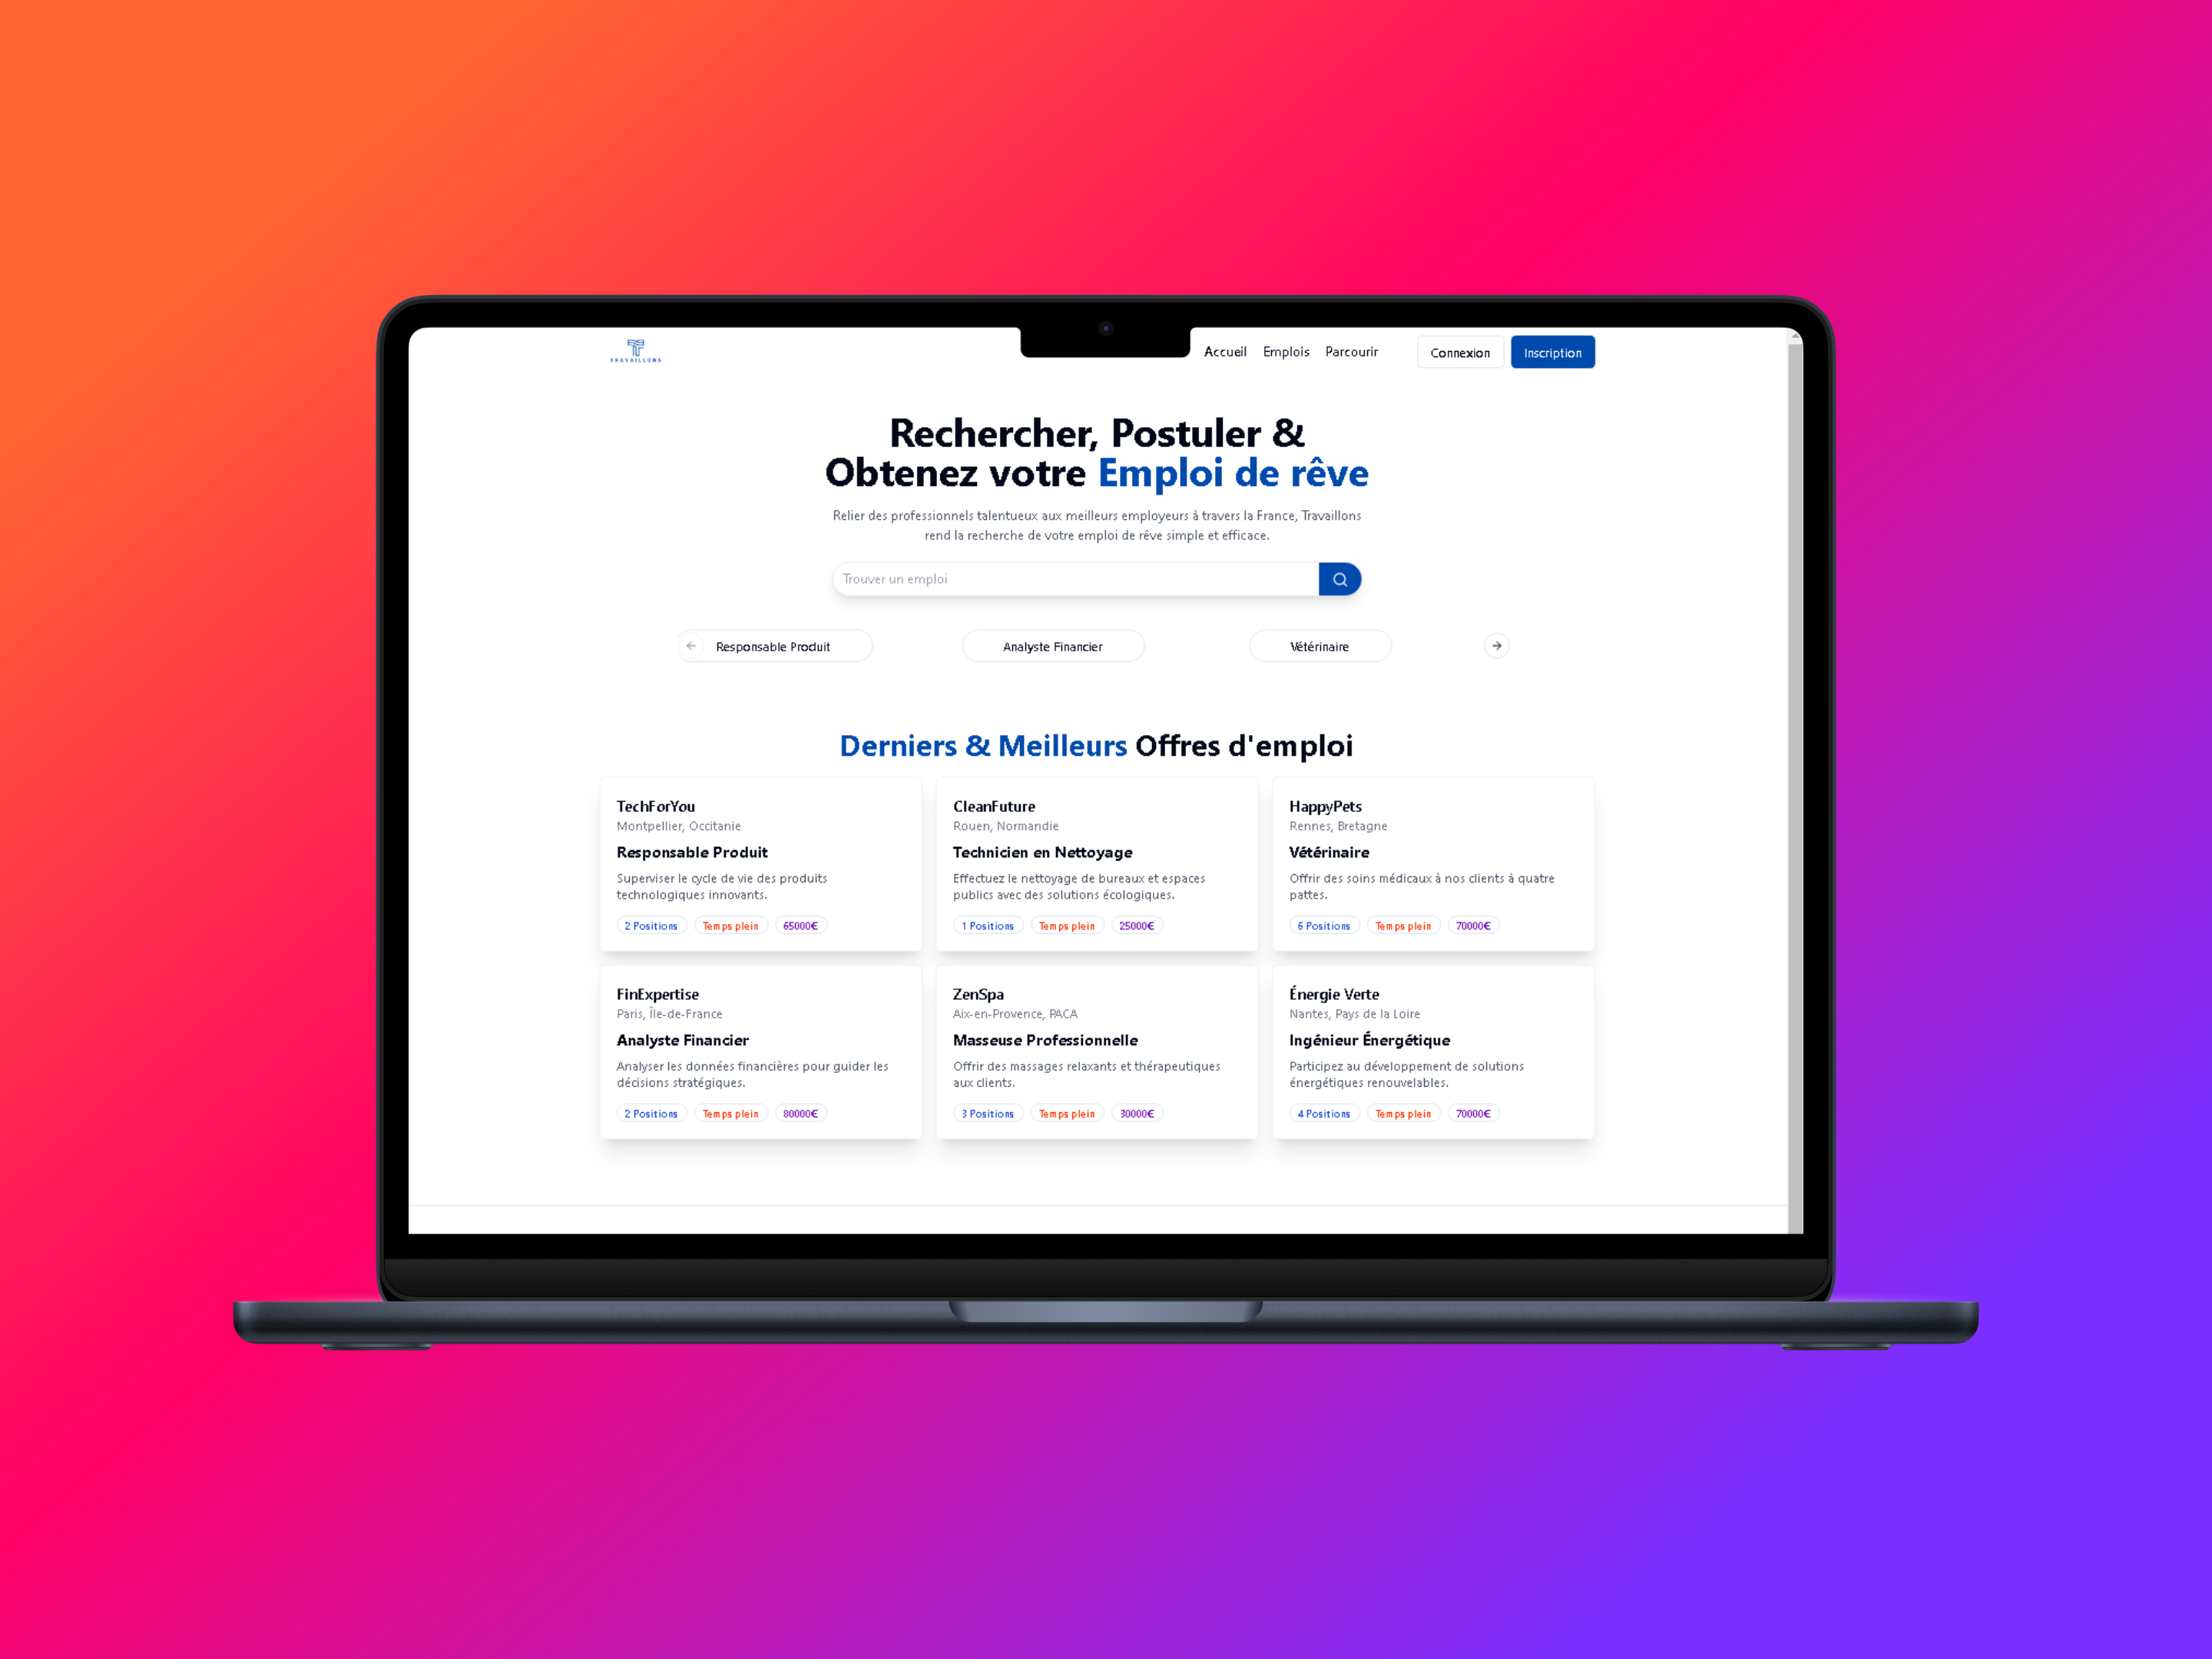 TRAVAILLONS
Accueil Emplois Parcourir Connexion Inscription
Rechercher, Postuler &
Obtenez votre Emploi de rêve
Relier des professionnels talentueux aux meilleurs employeurs à travers la France, Travaillons
rend la recherche de votre emploi de rêve simple et efficace.
Trouver un emploi
Responsable Produit Analyste Financier Vétérinaire
Derniers & Meilleurs Offres d'emploi
TechForYou
Montpellier, Occitanie
Responsable Produit
Superviser le cycle de vie des produits
technologiques innovants.
2 Positions Temps plein 65000€
CleanFuture
Rouen, Normandie
Technicien en Nettoyage
Effectuez le nettoyage de bureaux et espaces
publics avec des solutions écologiques.
1 Positions Temps plein 25000€
HappyPets
Rennes, Bretagne
Vétérinaire
Offrir des soins médicaux à nos clients à quatre
pattes.
6 Positions Temps plein 70000€
FinExpertise
Paris, Île-de-France
Analyste Financier
Analyser les données financières pour guider les
décisions stratégiques.
2 Positions Temps plein 80000€
ZenSpa
Aix-en-Provence, PACA
Masseuse Professionnelle
Offrir des massages relaxants et thérapeutiques
aux clients.
3 Positions Temps plein 30000€
Énergie Verte
Nantes, Pays de la Loire
Ingénieur Énergétique
Participez au développement de solutions
énergétiques renouvelables.
4 Positions Temps plein 70000€